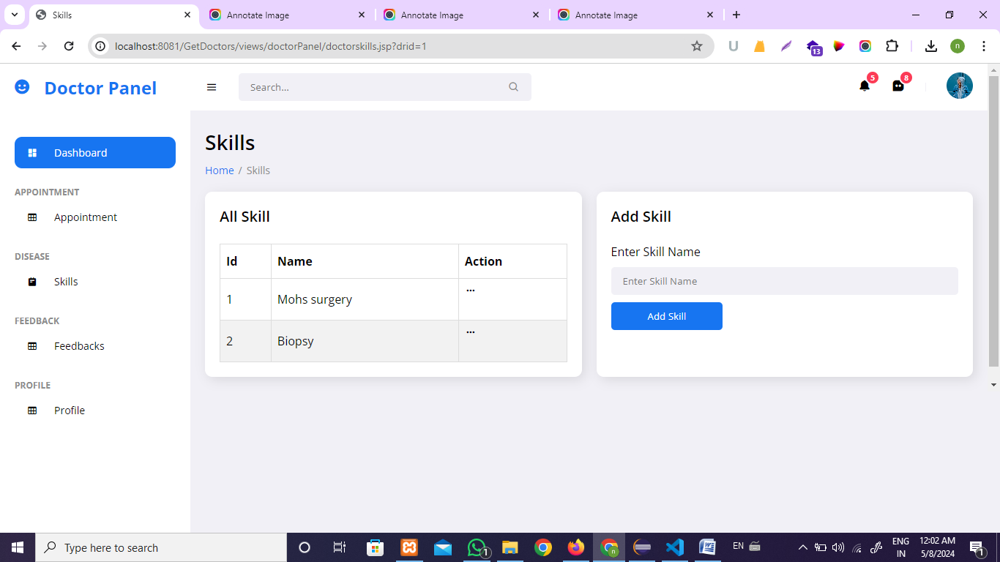 Skills
Annotate Image
Annotate Image
Annotate Image
localhost:8081/GetDoctors/views/doctorPanel/doctorskills.jsp?drid=1
U
13
n
Doctor Panel
Search...
5
8
Dashboard
APPOINTMENT
Appointment
DISEASE
Skills
FEEDBACK
Feedbacks
PROFILE
Profile
Skills
Home / Skills
All Skill
Id Name Action
1 Mohs surgery ...
2 Biopsy ...
Add Skill
Enter Skill Name
Enter Skill Name
Add Skill
Type here to search
1
n
W
EN
ENG
IN
12:02 AM
5/8/2024
1